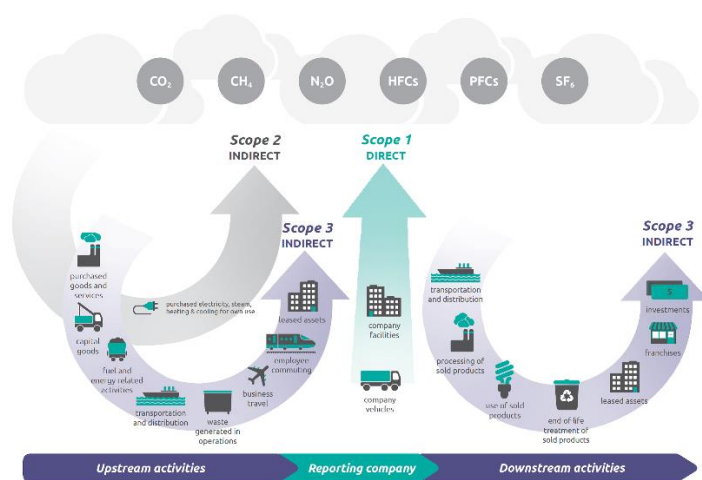 CO₂
CH₄
N₂O
HFCs
PFCs
SF₆
Scope 2
INDIRECT
Scope 1
DIRECT
Scope 3
INDIRECT
Scope 3
INDIRECT
purchased
goods and
services
capital
goods
fuel and
energy related
activities
transportation
and distribution
waste
generated in
operations
business
travel
employee
commuting
leased assets
purchased electricity, steam,
heating & cooling for own use
company
facilities
company
vehicles
transportation
and distribution
processing of
sold products
use of sold
products
end of life
treatment of
sold products
leased assets
franchises
$
investments
Upstream activities
Reporting company
Downstream activities